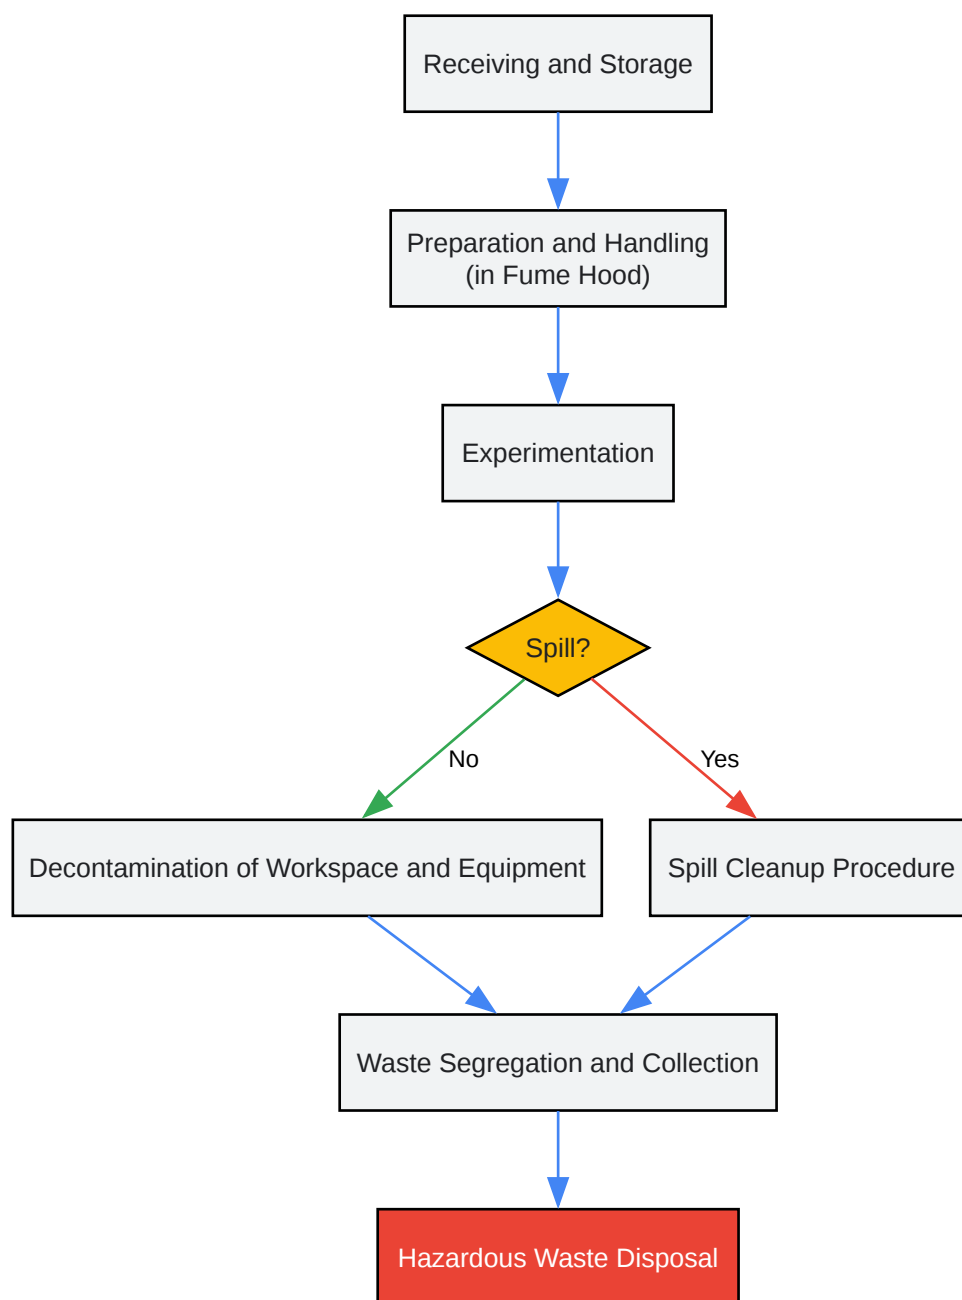 Receiving and Storage
Preparation and Handling
(in Fume Hood)
Experimentation
Spill?
No
Yes
Decontamination of Workspace and Equipment
Spill Cleanup Procedure
Waste Segregation and Collection
Hazardous Waste Disposal